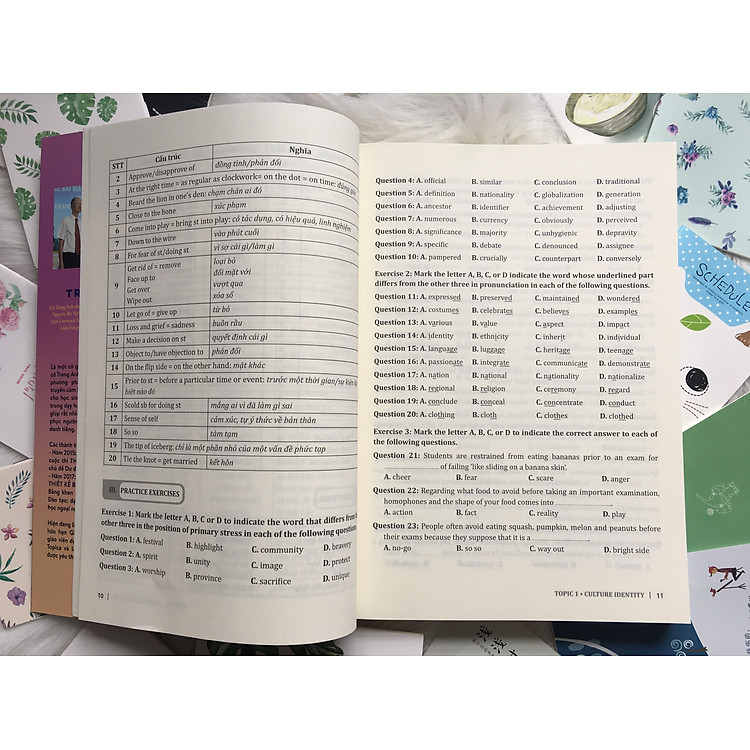 STT Cấu trúc Nghĩa
2 Approve/disapprove of đồng tình/phản đối
3 At the right time = as regular as clockwork= on the dot = on time: đúng giờ
4 Beard the lion in one's den: chạm chán ai đó
5 Close to the bone xúc phạm
6 Come into play = bring st into play: có tác dụng, có hiệu quả, linh nghiệm
7 Down to the wire vào phút cuối
8 For fear of st/doing st vì sợ cái gì/làm gì
9 Get rid of = remove loại bỏ
Face up to đối mặt với
Get over vượt qua
Wipe out xóa sổ
10 Let go of = give up từ bỏ
11 Loss and grief = sadness buồn rầu
12 Make a decision on st quyết định cái gì
13 Object to/have objection to phản đối
14 On the flip side = on the other hand: mặt khác
15 Prior to st = before a particular time or event: trước một thời gian/sự kiện
biệt nào đó
16 Scold sb for doing st mắng ai vì đã làm gì sai
17 Sense of self cảm xúc, tự ý thức về bản thân
18 So so tàm tạm
19 The tip of iceberg: chỉ là một phần nhỏ của một vấn đề phức tạp
20 Tie the knot = get married kết hôn
III. PRACTICE EXERCISES
Exercise 1: Mark the letter A, B, C or D to indicate the word that differs from
other three in the position of primary stress in each of the following questions
Question 1: A. festival B. highlight C. community D. bravery
Question 2: A. spirit B. unity C. image D. protect
Question 3: A. worship B. province C. sacrifice D. unique
10
Question 4: A. official B. similar C. conclusion D. traditional
Question 5: A. definition B. nationality C. globalization D. generation
Question 6: A. ancestor B. identifier C. achievement D. adjusting
Question 7: A. numerous B. currency C. obviously D. perceived
Question 8: A. significance B. majority C. unhygienic D. depravity
Question 9: A. specific B. debate C. denounced D. assignee
Question 10: A. pampered B. crucially C. counterpart D. conversely
Exercise 2: Mark the letter A, B, C, or D to indicate the word whose underlined part
differs from the other three in pronunciation in each of the following questions.
Question 11: A. expressed B. preserved C. maintained D. wondered
Question 12: A. costumes B. celebrates C. believes D. examples
Question 13: A. various B. value C. aspect D. impact
Question 14: A. identity B. ethnicity C. inherit D. individual
Question 15: A. language B. luggage C. heritage D. teenage
Question 16: A. passionate B. integrate C. communicate D. demonstrate
Question 17: A. nation B. national C. nationality D. nationalize
Question 18: A. regional B. religion C. ceremony D. regard
Question 19: A. conclude B. conceal C. concentrate D. conduct
Question 20: A. clothing B. cloth C. clothes D. clothed
Exercise 3: Mark the letter A, B, C, or D to indicate the correct answer to each of
the following questions.
Question 21: Students are restrained from eating bananas prior to an exam for
____________ of failing 'like sliding on a banana skin'.
A. cheer B. fear C. scare D. anger
Question 22: Regarding what food to avoid before taking an important examination,
homophones and the shape of your food comes into ____________.
A. action B. fact C. reality D. play
Question 23: People often avoid eating squash, pumpkin, melon and peanuts before
their exams because they suppose that it is a ____________.
A. no-go B. so so C. way out D. bright side
TOPIC 1 • CULTURE IDENTITY | 11
SCHEDULE